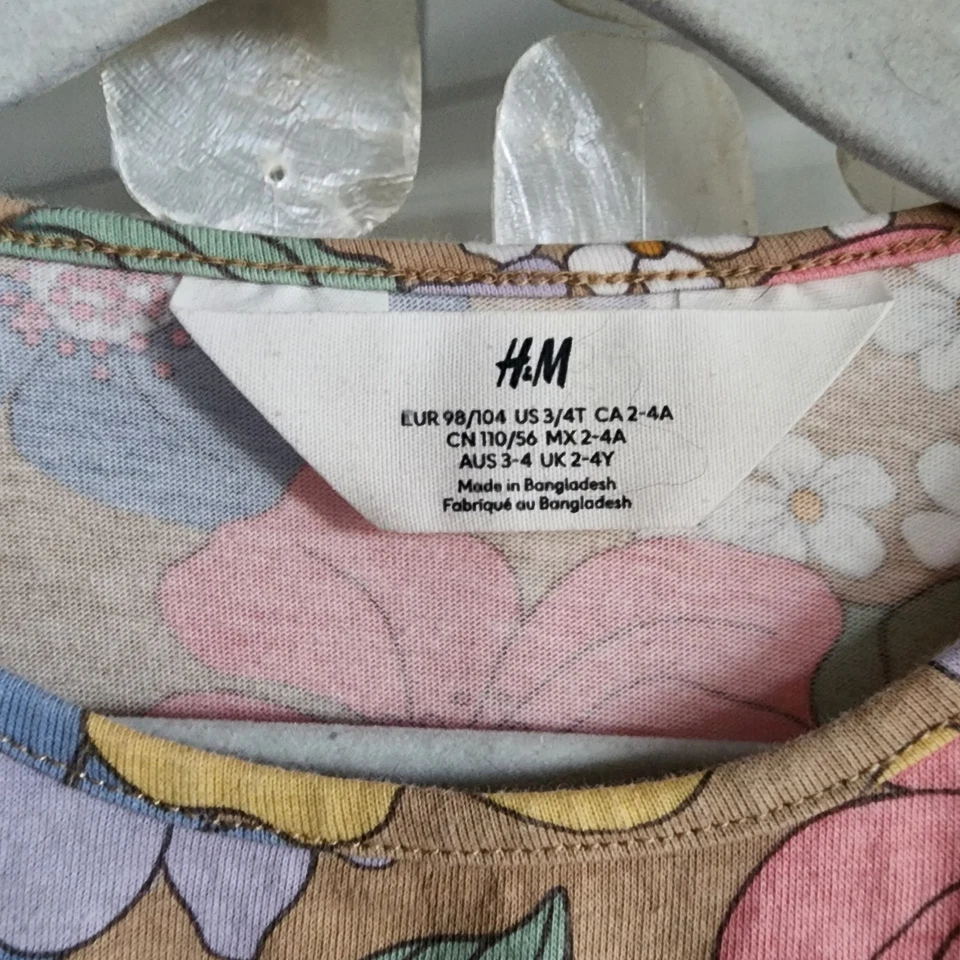 H&M
EUR 98/104 US 3/4T CA 2-4A
CN 110/56 MX 2-4A
AUS 3-4 UK 2-4Y
Made in Bangladesh
Fabriqué au Bangladesh